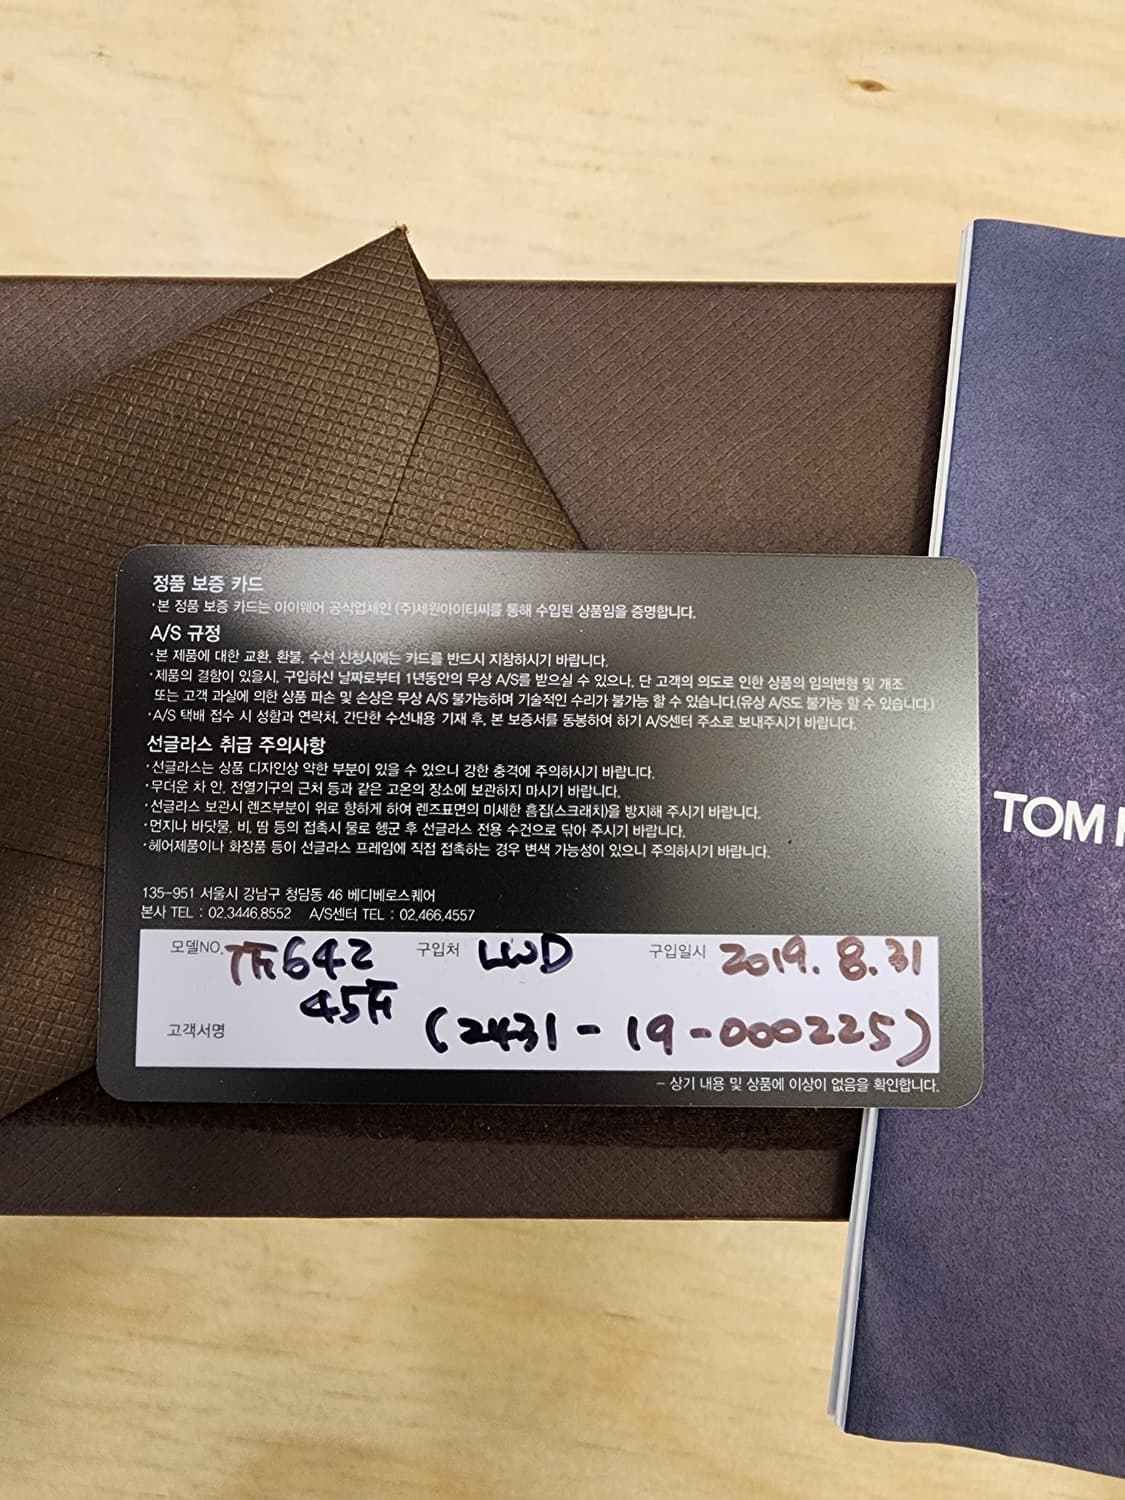 정품 보증 카드
·본 정품 보증 카드는 아이웨어 공식업체인 (주)세원아이티씨를 통해 수입된 상품임을 증명합니다.
A/S 규정
·본 제품에 대한 교환, 환불, 수선 신청시에는 카드를 반드시 지참하시기 바랍니다.
·제품의 결함이 있을시, 구입하신 날짜로부터 1년동안의 무상 A/S를 받으실 수 있으나, 단 고객의 의도로 인한 상품의 임의변형 및 개조
또는 고객 과실에 의한 상품 파손 및 손상은 무상 A/S 불가능하며 기술적인 수리가 불가능 할 수 있습니다.(유상 A/S도 불가능 할 수 있습니다.)
·A/S 택배 접수 시 성함과 연락처, 간단한 수선내용 기재 후, 본 보증서를 동봉하여 하기 A/S센터 주소로 보내주시기 바랍니다.
선글라스 취급 주의사항
·선글라스는 상품 디자인상 약한 부분이 있을 수 있으니 강한 충격에 주의하시기 바랍니다.
·무더운 차 안, 전열기구의 근처 등과 같은 고온의 장소에 보관하지 마시기 바랍니다.
·선글라스 보관시 렌즈부분이 위로 향하게 하여 렌즈표면의 미세한 흠집(스크래치)을 방지해 주시기 바랍니다.
·먼지나 바닷물, 비, 땀 등의 접촉시 물로 헹군 후 선글라스 전용 수건으로 닦아 주시기 바랍니다.
·헤어제품이나 화장품 등이 선글라스 프레임에 직접 접촉하는 경우 변색 가능성이 있으니 주의하시기 바랍니다.
135-951 서울시 강남구 청담동 46 베디베로스퀘어
본사 TEL : 02.3446.8552 A/S센터 TEL : 02.466.4557
모델NO. TF642 구입처 LWD 구입일시 2019. 8. 31
45F
고객서명 (2431-19-000225)
- 상기 내용 및 상품에 이상이 없음을 확인합니다.
TOM